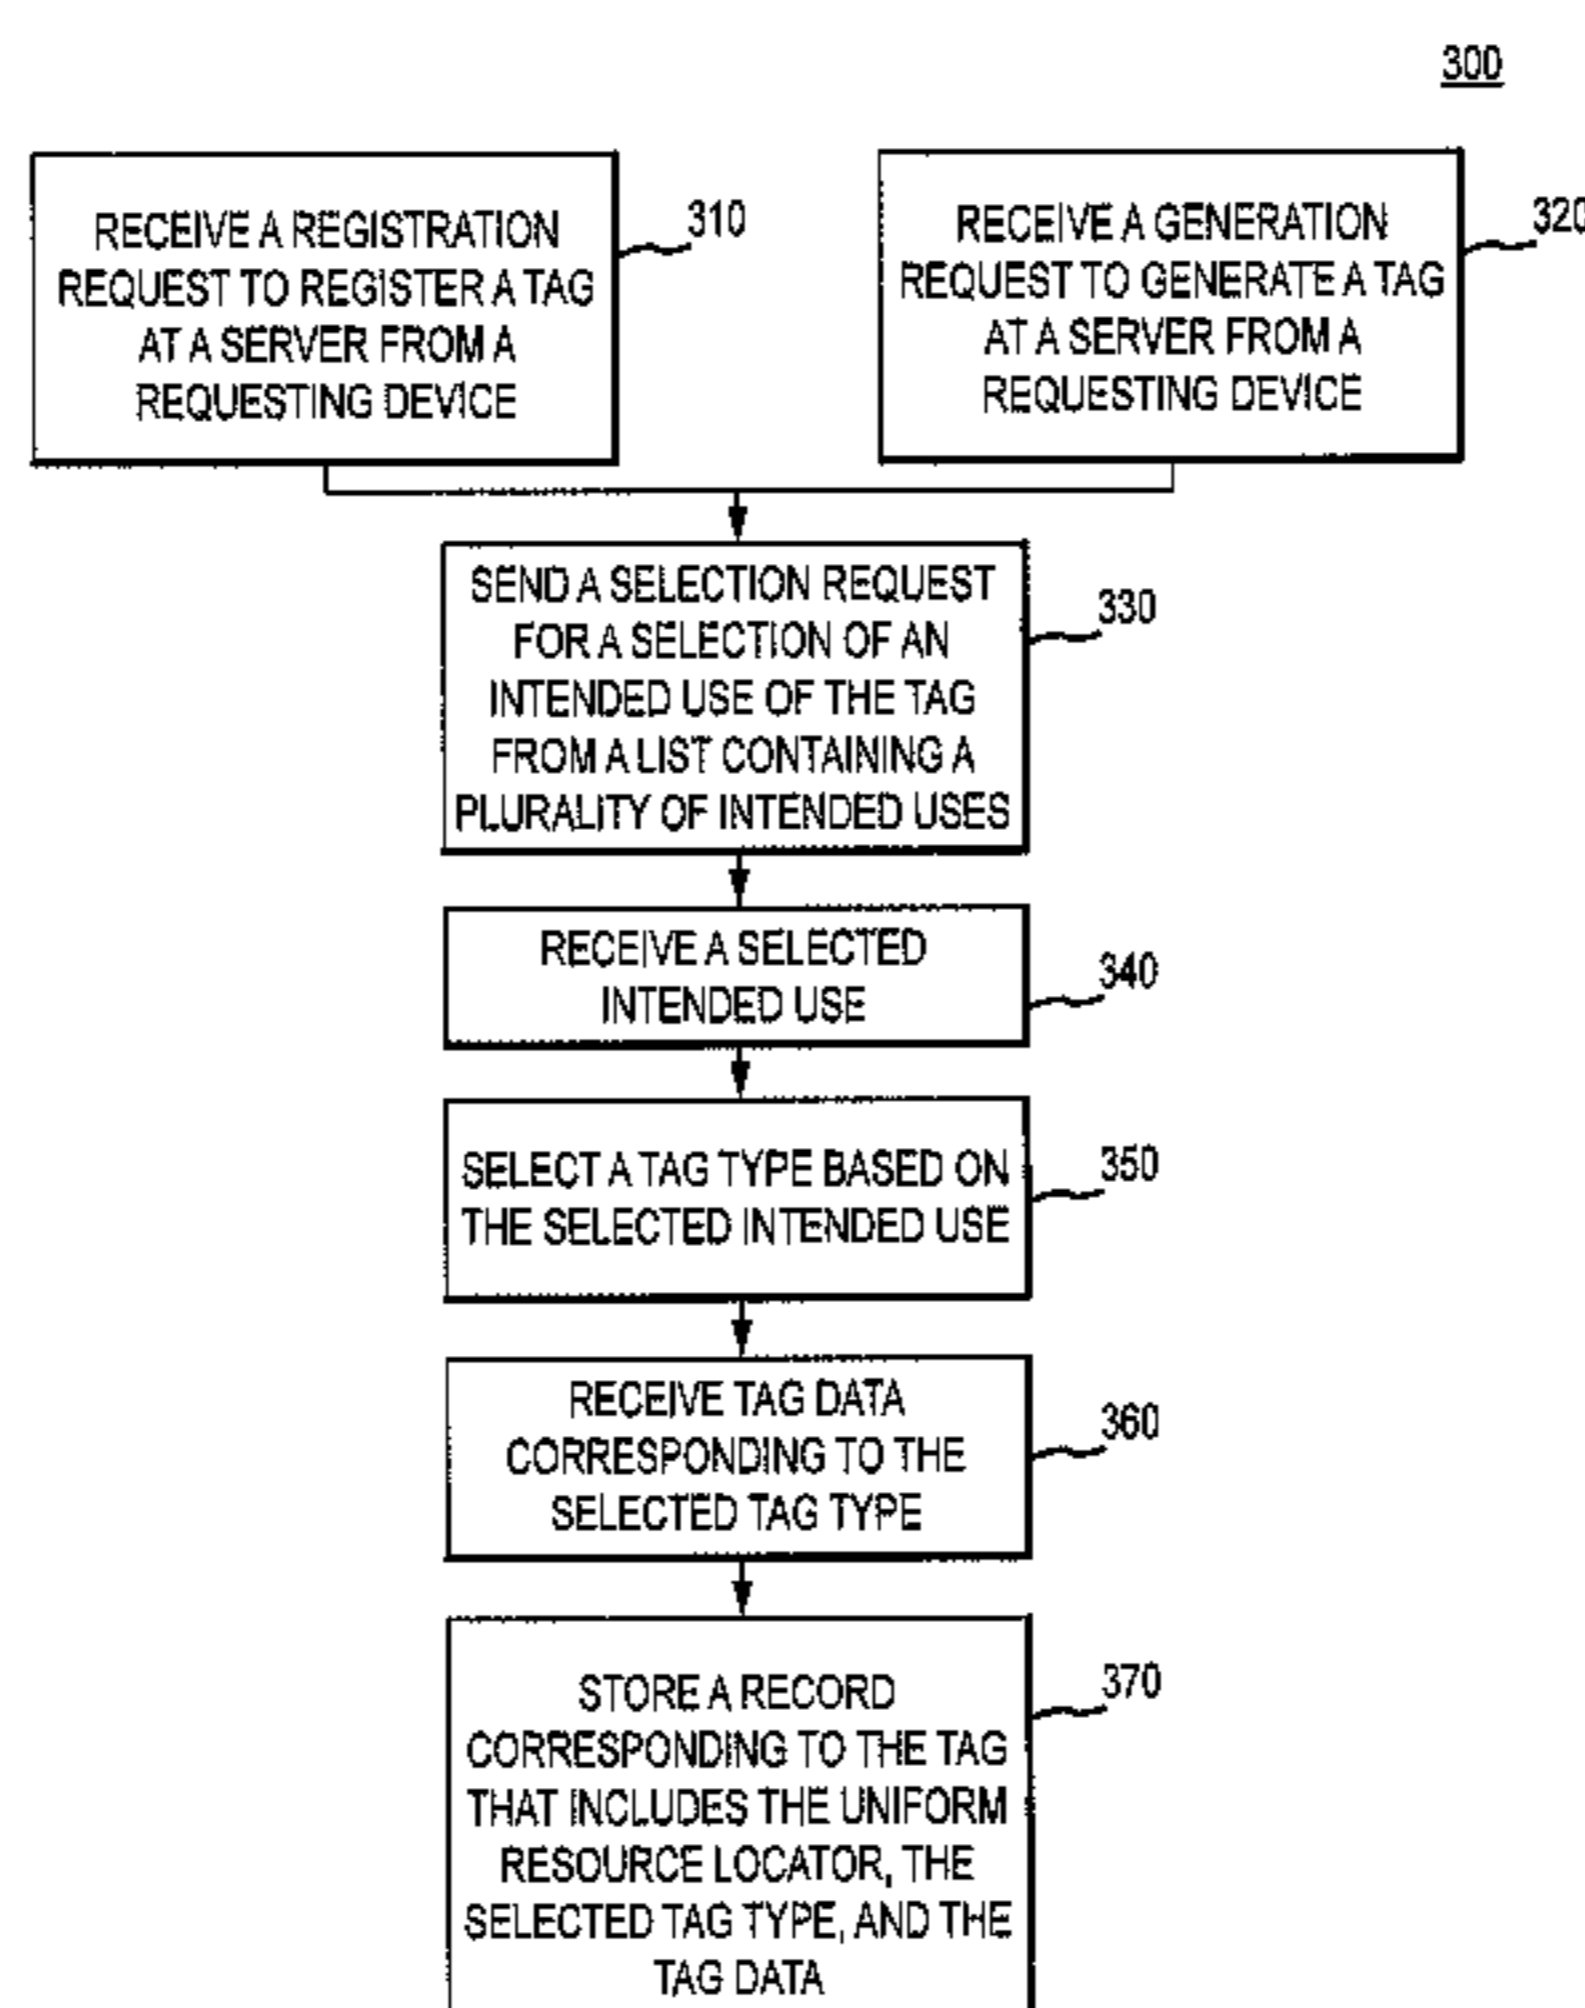 300
RECEIVE A REGISTRATION
REQUEST TO REGISTER A TAG
AT A SERVER FROM A
REQUESTING DEVICE
310
RECEIVE A GENERATION
REQUEST TO GENERATE A TAG
AT A SERVER FROM A
REQUESTING DEVICE
320
SEND A SELECTION REQUEST
FOR A SELECTION OF AN
INTENDED USE OF THE TAG
FROM A LIST CONTAINING A
PLURALITY OF INTENDED USES
330
RECEIVE A SELECTED
INTENDED USE
340
SELECT A TAG TYPE BASED ON
THE SELECTED INTENDED USE
350
RECEIVE TAG DATA
CORRESPONDING TO THE
SELECTED TAG TYPE
360
STORE A RECORD
CORRESPONDING TO THE TAG
THAT INCLUDES THE UNIFORM
RESOURCE LOCATOR, THE
SELECTED TAG TYPE, AND THE
TAG DATA
370